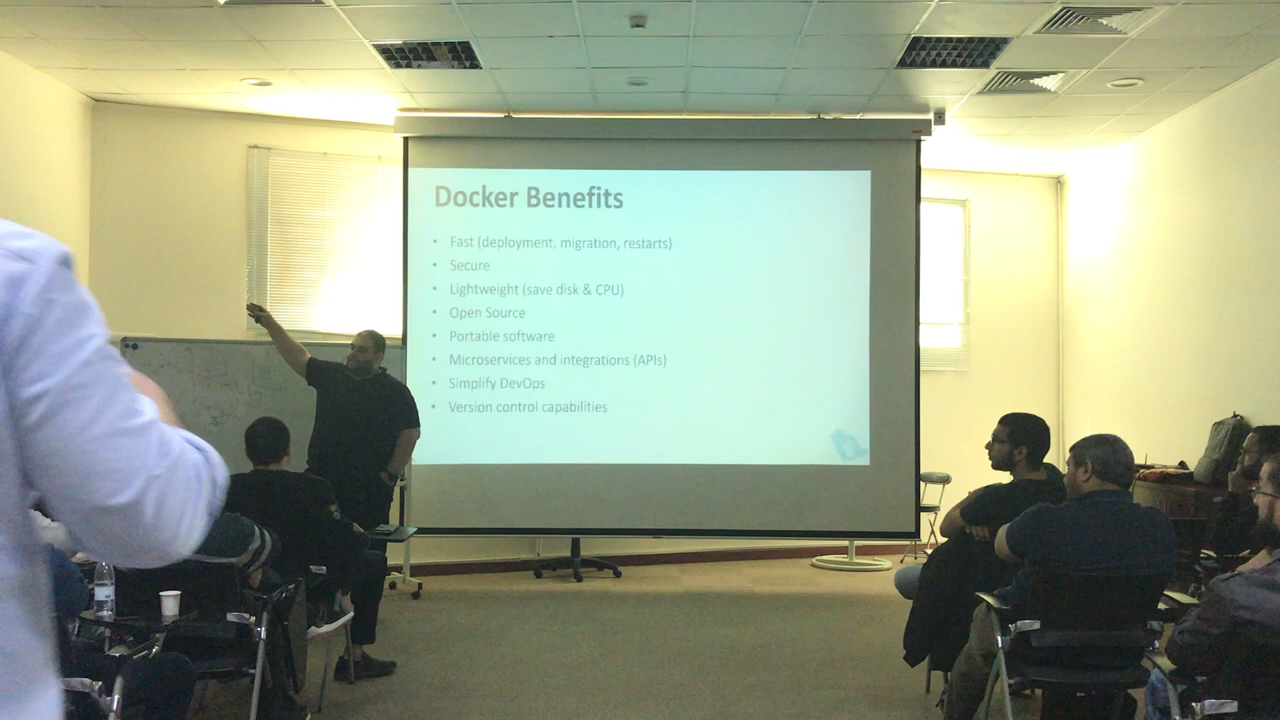 Docker Benefits
• Fast (deployment, migration, restarts)
• Secure
• Lightweight (save disk & CPU)
• Open Source
• Portable software
• Microservices and integrations (APIs)
• Simplify DevOps
• Version control capabilities